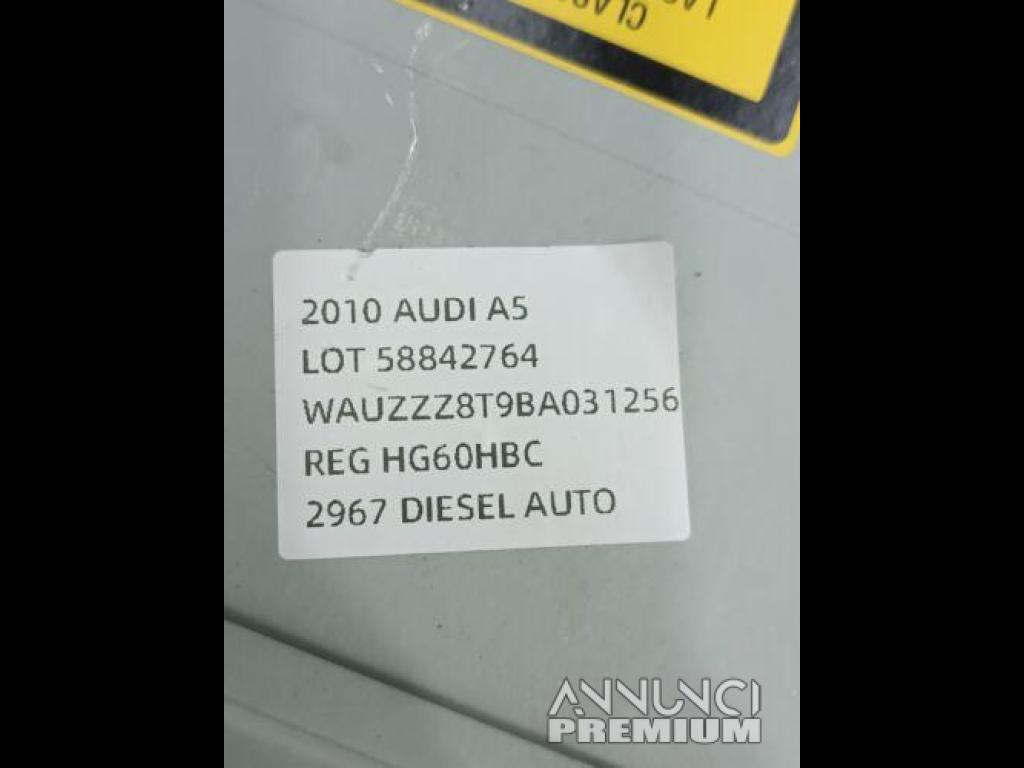 2010 AUDI A5
LOT 58842764
WAUZZZ8T9BA031256
REG HG60HBC
2967 DIESEL AUTO
ANNUNCI
PREMIUM